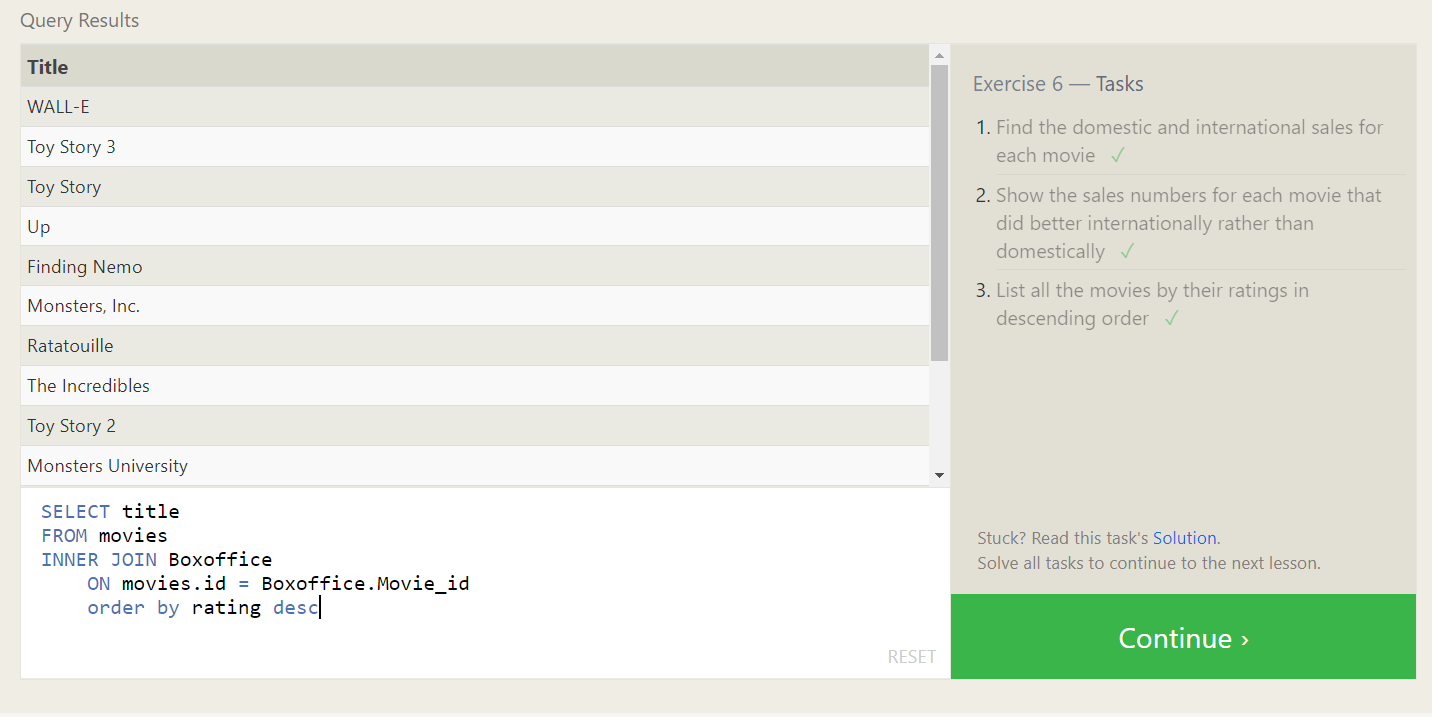 Query Results
Title
WALL-E
Toy Story 3
Toy Story
Up
Finding Nemo
Monsters, Inc.
Ratatouille
The Incredibles
Toy Story 2
Monsters University
SELECT title
FROM movies
INNER JOIN Boxoffice
    ON movies.id = Boxoffice.Movie_id
    order by rating desc
RESET
Exercise 6 — Tasks
1. Find the domestic and international sales for
each movie ✓
2. Show the sales numbers for each movie that
did better internationally rather than
domestically ✓
3. List all the movies by their ratings in
descending order ✓
Stuck? Read this task's Solution.
Solve all tasks to continue to the next lesson.
Continue ›